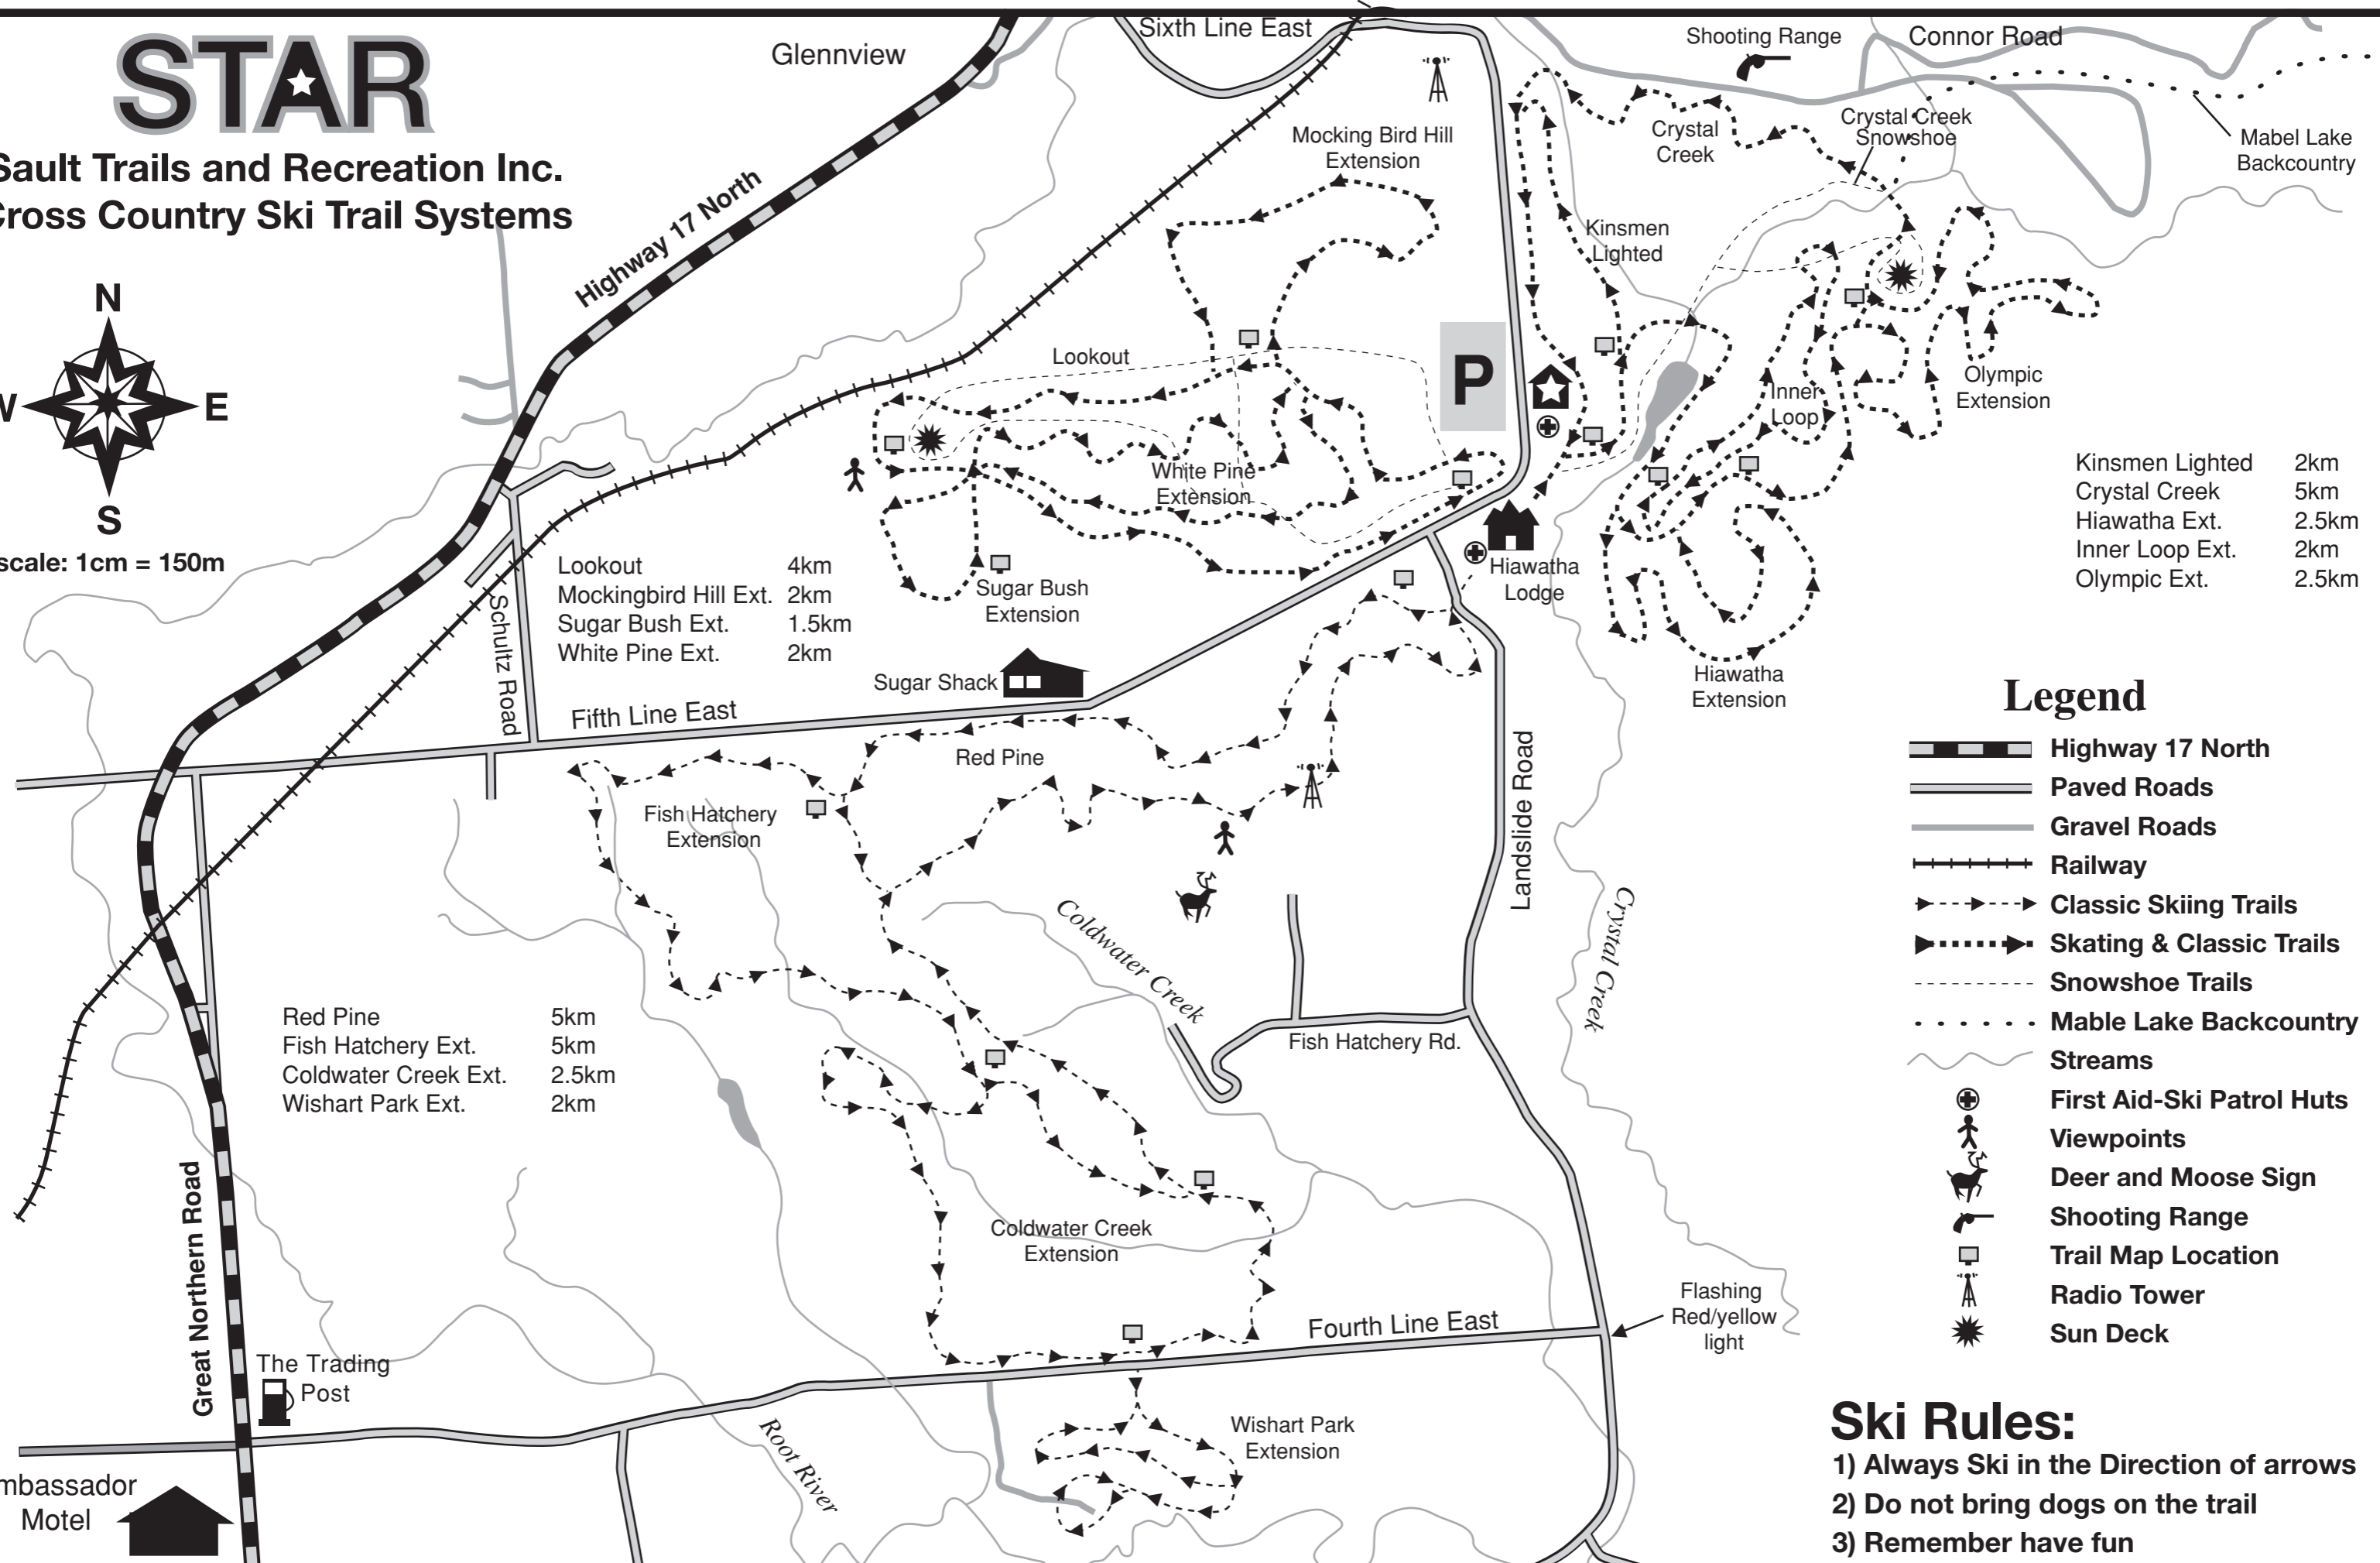 STAR
Sault Trails and Recreation Inc.
Cross Country Ski Trail Systems
N
W
E
S
scale: 1cm = 150m
Glennview
Highway 17 North
Sixth Line East
Mocking Bird Hill
Extension
Shooting Range
Connor Road
Crystal
Creek
Crystal Creek
Snowshoe
Mabel Lake
Backcountry
Kinsmen
Lighted
P
Lookout
White Pine
Extension
Inner
Loop
Olympic
Extension
Kinsmen Lighted 2km
Crystal Creek 5km
Hiawatha Ext. 2.5km
Inner Loop Ext. 2km
Olympic Ext. 2.5km
Lookout 4km
Mockingbird Hill Ext. 2km
Sugar Bush Ext. 1.5km
White Pine Ext. 2km
Sugar Bush
Extension
Hiawatha
Lodge
Hiawatha
Extension
Schultz Road
Sugar Shack
Fifth Line East
Red Pine
Fish Hatchery
Extension
Landslide Road
Coldwater Creek
Crystal Creek
Fish Hatchery Rd.
Red Pine 5km
Fish Hatchery Ext. 5km
Coldwater Creek Ext. 2.5km
Wishart Park Ext. 2km
Coldwater Creek
Extension
Great Northern Road
The Trading
Post
Fourth Line East
Flashing
Red/yellow
light
Root River
Wishart Park
Extension
mbassador
Motel
Legend
Highway 17 North
Paved Roads
Gravel Roads
Railway
Classic Skiing Trails
Skating & Classic Trails
Snowshoe Trails
Mable Lake Backcountry
Streams
First Aid-Ski Patrol Huts
Viewpoints
Deer and Moose Sign
Shooting Range
Trail Map Location
Radio Tower
Sun Deck
Ski Rules:
1) Always Ski in the Direction of arrows
2) Do not bring dogs on the trail
3) Remember have fun